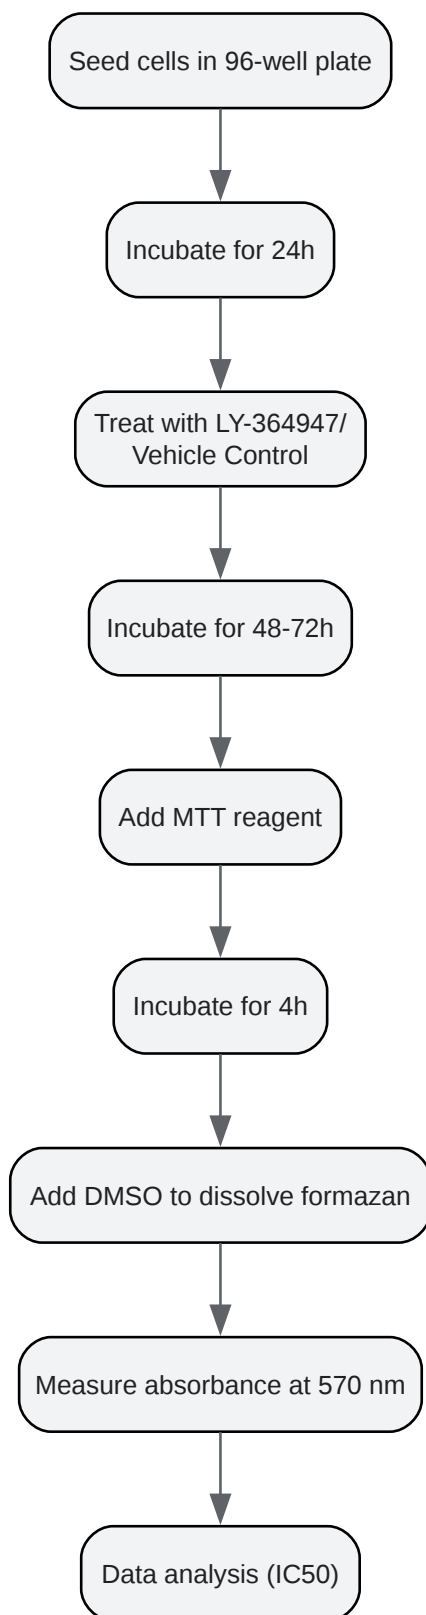 Seed cells in 96-well plate
Incubate for 24h
Treat with LY-364947/
Vehicle Control
Incubate for 48-72h
Add MTT reagent
Incubate for 4h
Add DMSO to dissolve formazan
Measure absorbance at 570 nm
Data analysis (IC50)